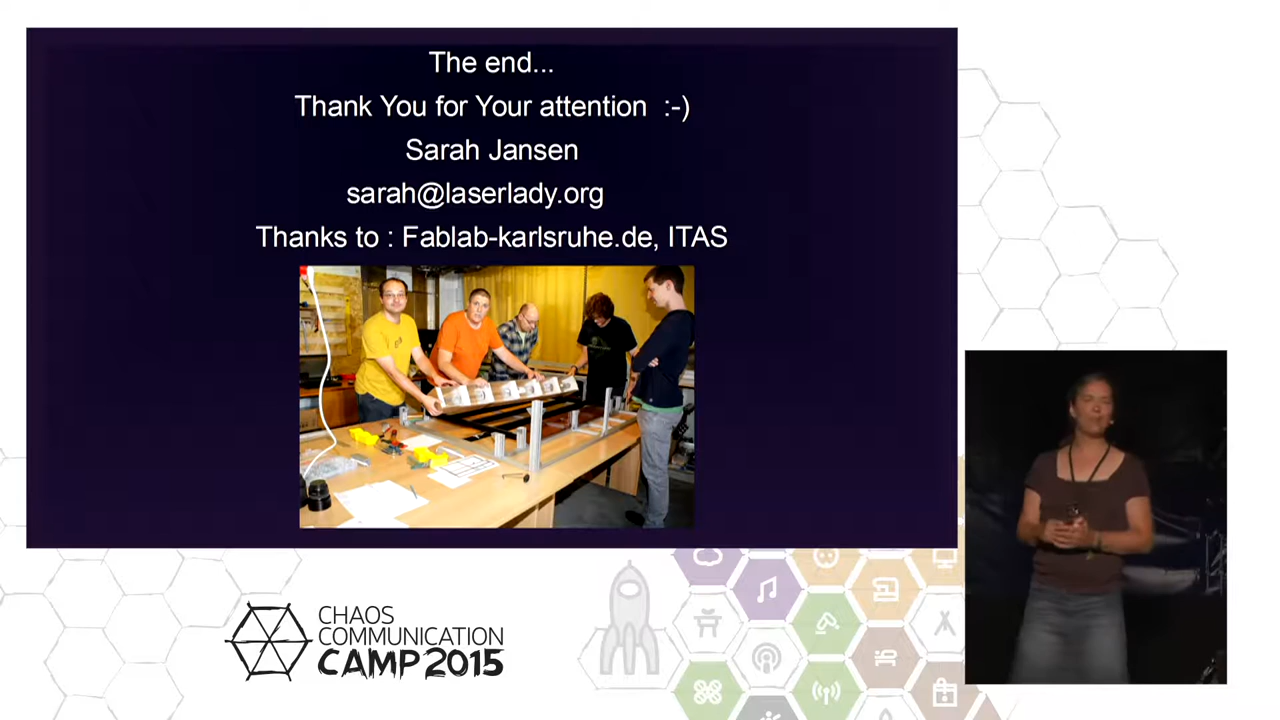 The end...
Thank You for Your attention :-)
Sarah Jansen
sarah@laserlady.org
Thanks to : Fablab-karlsruhe.de, ITAS
CHAOS
COMMUNICATION
CAMP 2015